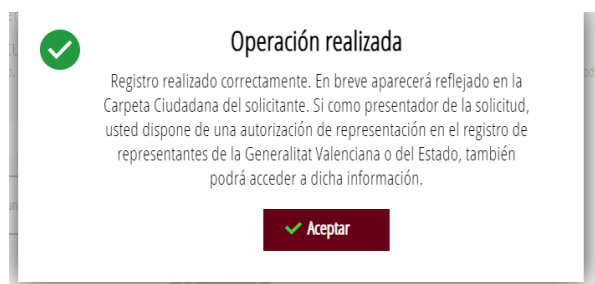 Operación realizada
Registro realizado correctamente. En breve aparecerá reflejado en la
Carpeta Ciudadana del solicitante. Si como presentador de la solicitud,
usted dispone de una autorización de representación en el registro de
representantes de la Generalitat Valenciana o del Estado, también
podrá acceder a dicha información.
Aceptar